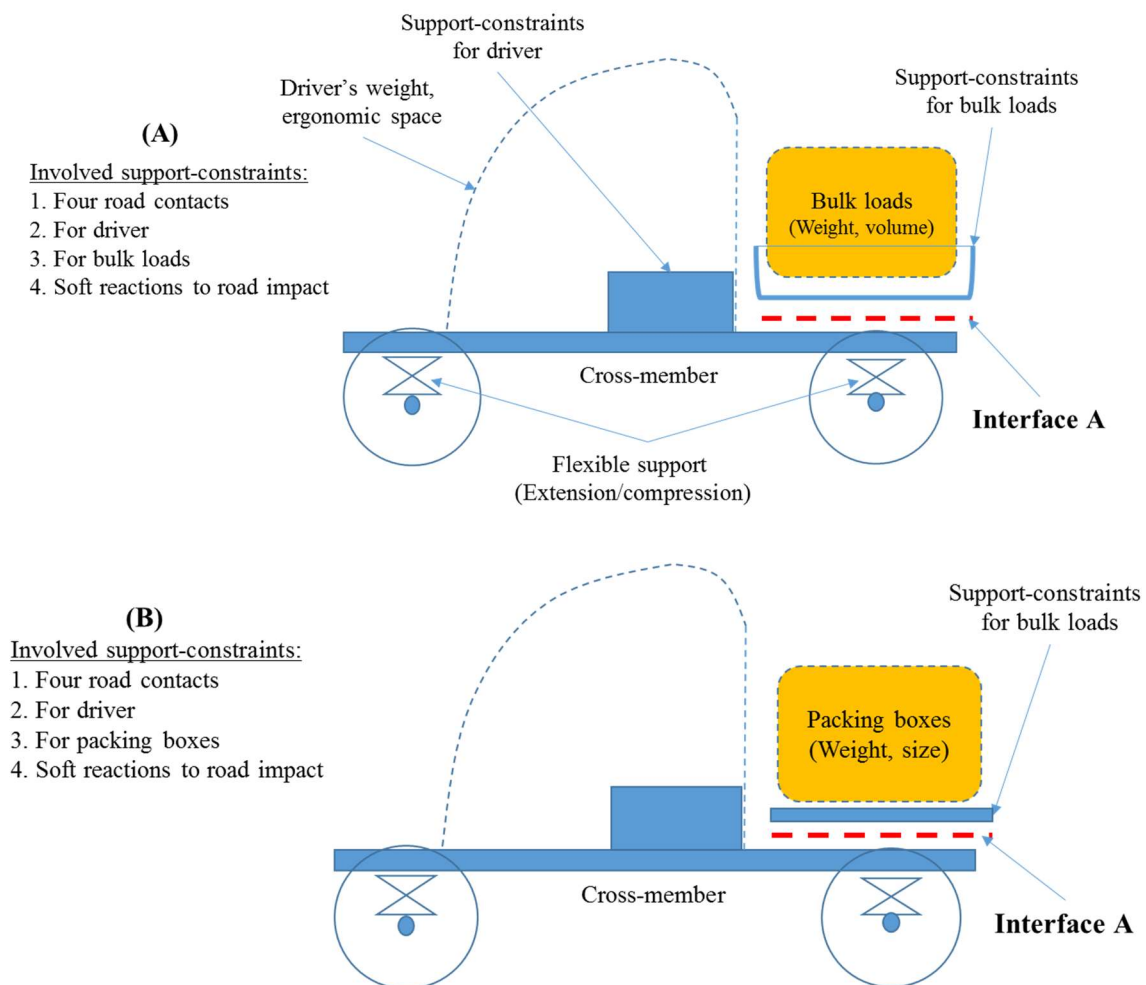 Support-constraints
for driver
Driver's weight,
ergonomic space
Support-constraints
for bulk loads
(A)
Involved support-constraints:
1. Four road contacts
2. For driver
3. For bulk loads
4. Soft reactions to road impact
Bulk loads
(Weight, volume)
Cross-member
Interface A
Flexible support
(Extension/compression)
(B)
Involved support-constraints:
1. Four road contacts
2. For driver
3. For packing boxes
4. Soft reactions to road impact
Support-constraints
for bulk loads
Packing boxes
(Weight, size)
Cross-member
Interface A